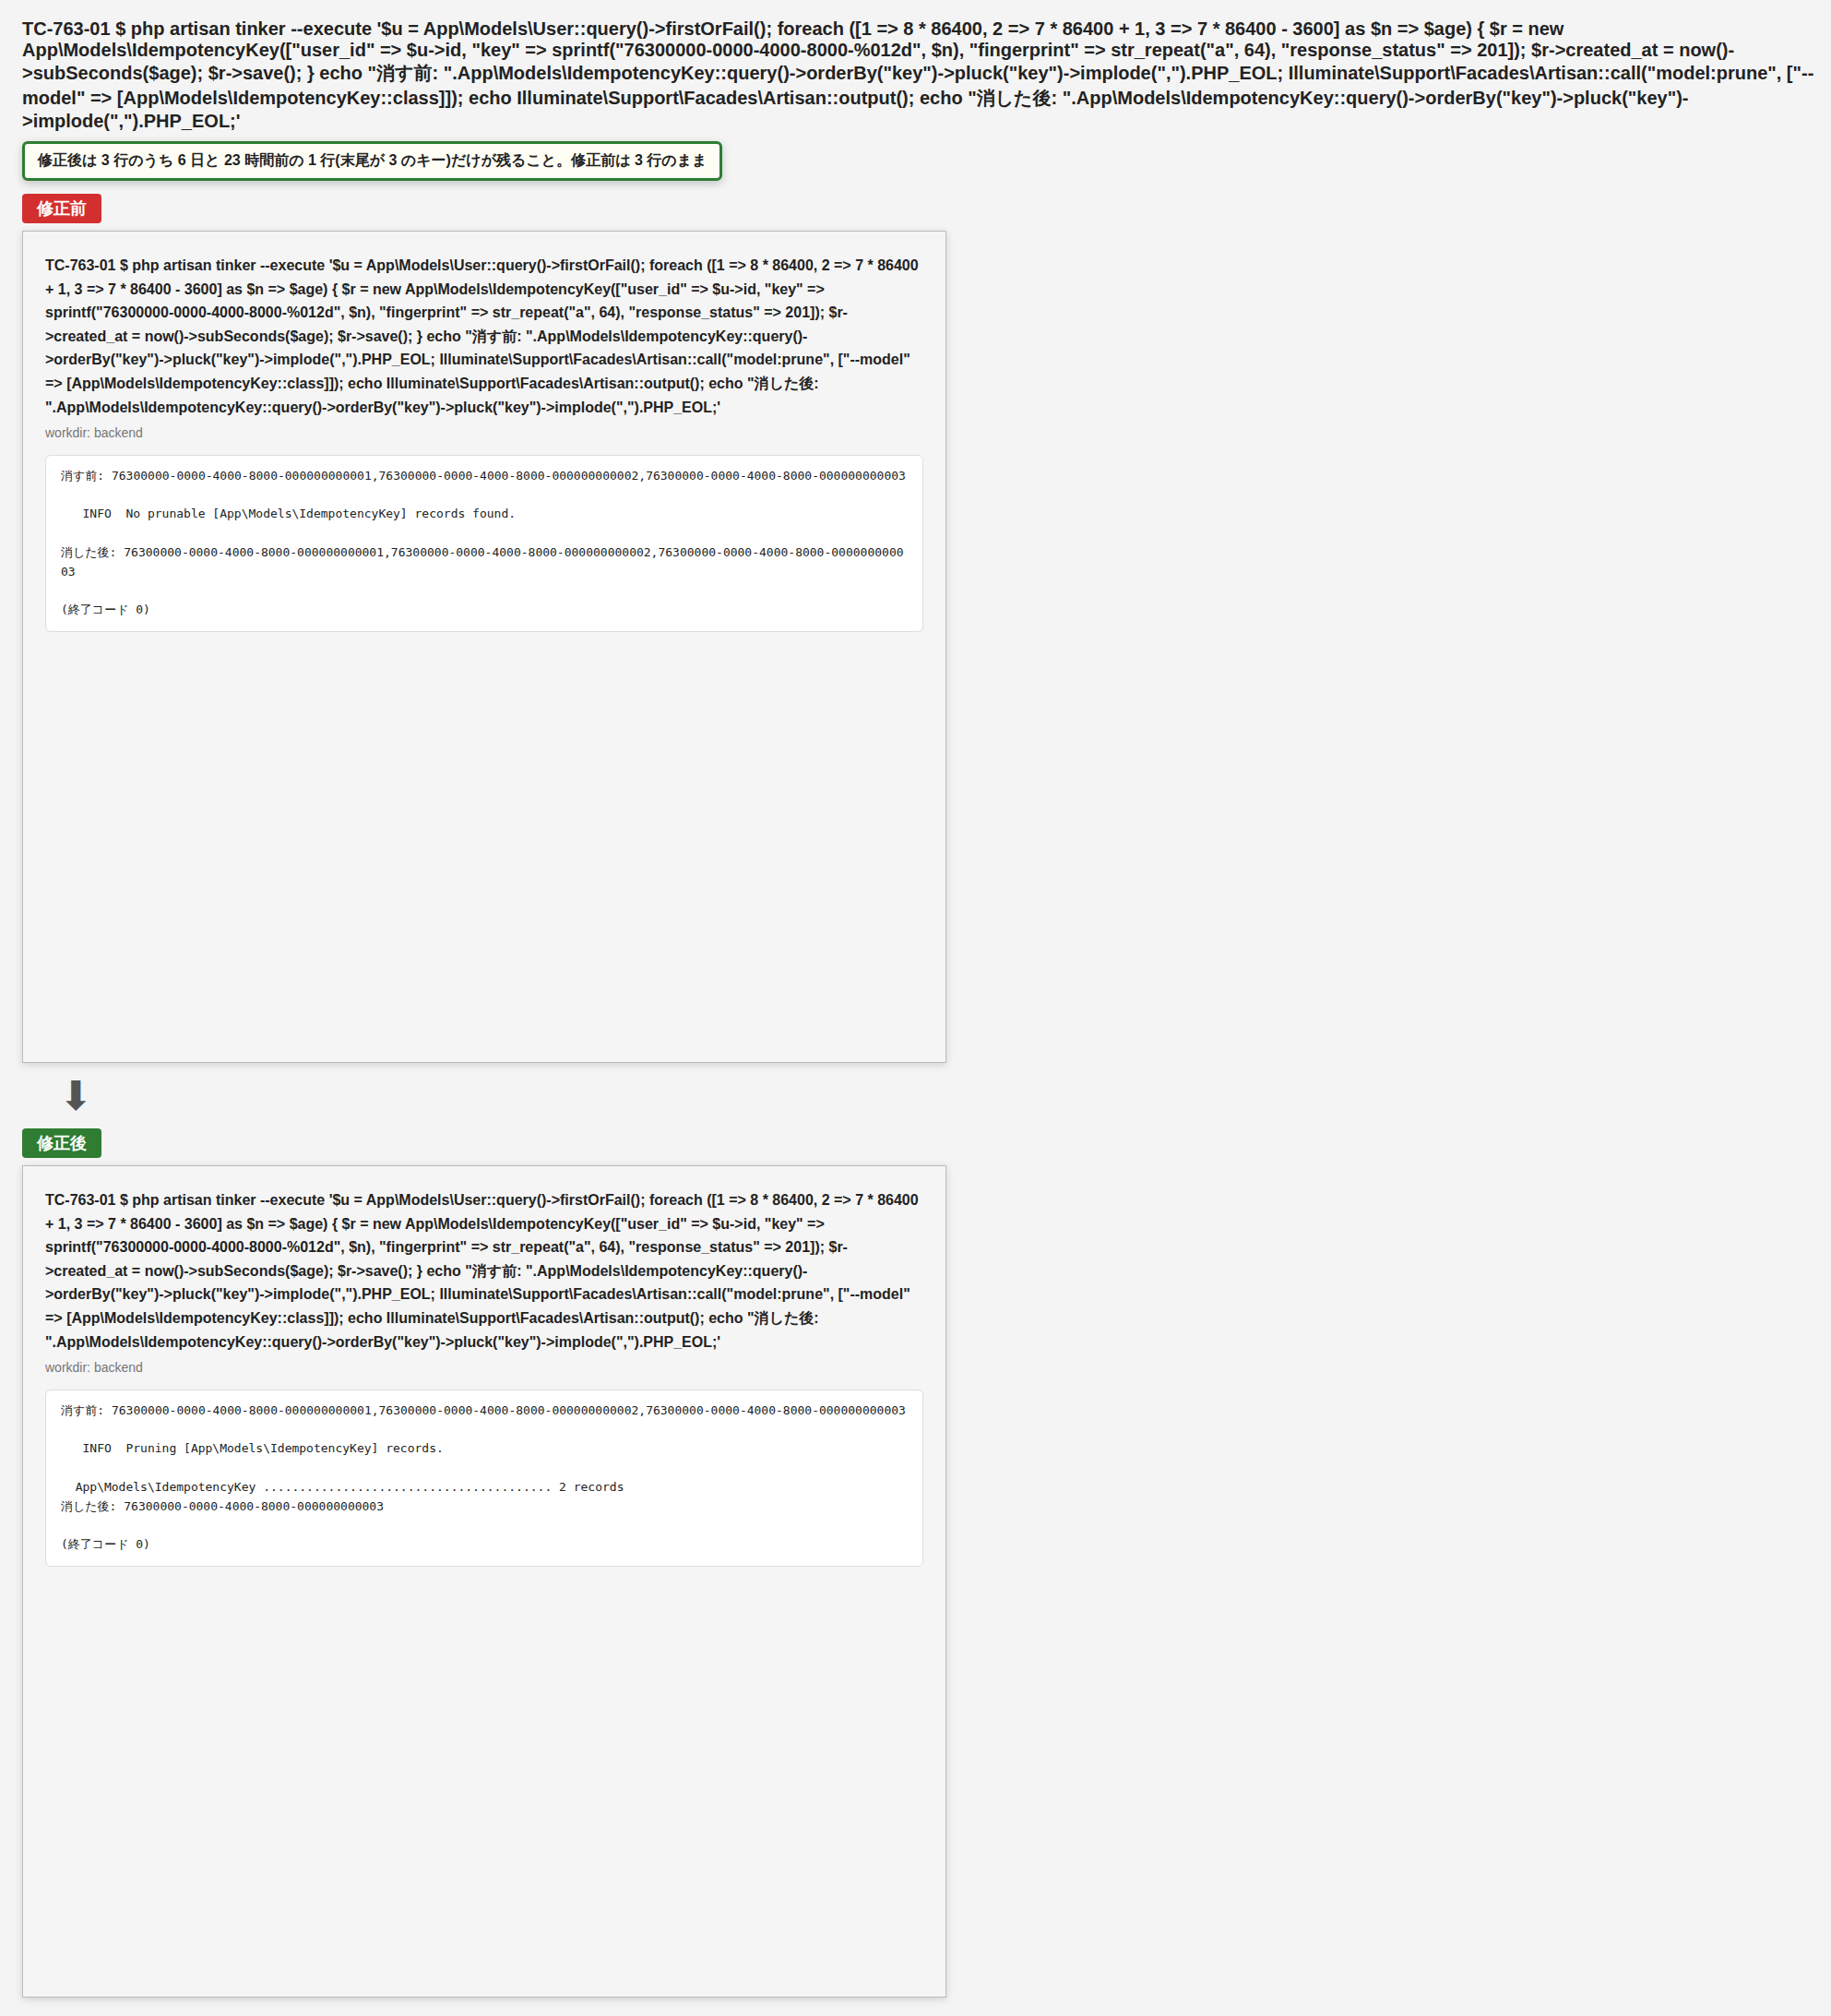 TC-763-01 $ php artisan tinker --execute '$u = App\Models\User::query()->firstOrFail(); foreach ([1 => 8 * 86400, 2 => 7 * 86400 + 1, 3 => 7 * 86400 - 3600] as $n => $age) { $r = new
App\Models\IdempotencyKey(["user_id" => $u->id, "key" => sprintf("76300000-0000-4000-8000-%012d", $n), "fingerprint" => str_repeat("a", 64), "response_status" => 201]); $r->created_at = now()-
>subSeconds($age); $r->save(); } echo "消す前: ".App\Models\IdempotencyKey::query()->orderBy("key")->pluck("key")->implode(",").PHP_EOL; Illuminate\Support\Facades\Artisan::call("model:prune", ["--
model" => [App\Models\IdempotencyKey::class]]); echo Illuminate\Support\Facades\Artisan::output(); echo "消した後: ".App\Models\IdempotencyKey::query()->orderBy("key")->pluck("key")-
>implode(",").PHP_EOL;'
修正後は 3 行のうち 6 日と 23 時間前の 1 行(末尾が 3 のキー)だけが残ること。修正前は 3 行のまま
修正前
TC-763-01 $ php artisan tinker --execute '$u = App\Models\User::query()->firstOrFail(); foreach ([1 => 8 * 86400, 2 => 7 * 86400
+ 1, 3 => 7 * 86400 - 3600] as $n => $age) { $r = new App\Models\IdempotencyKey(["user_id" => $u->id, "key" =>
sprintf("76300000-0000-4000-8000-%012d", $n), "fingerprint" => str_repeat("a", 64), "response_status" => 201]); $r-
>created_at = now()->subSeconds($age); $r->save(); } echo "消す前: ".App\Models\IdempotencyKey::query()-
>orderBy("key")->pluck("key")->implode(",").PHP_EOL; Illuminate\Support\Facades\Artisan::call("model:prune", ["--model"
=> [App\Models\IdempotencyKey::class]]); echo Illuminate\Support\Facades\Artisan::output(); echo "消した後:
".App\Models\IdempotencyKey::query()->orderBy("key")->pluck("key")->implode(",").PHP_EOL;'
workdir: backend
消す前: 76300000-0000-4000-8000-000000000001,76300000-0000-4000-8000-000000000002,76300000-0000-4000-8000-000000000003
INFO  No prunable [App\Models\IdempotencyKey] records found.
消した後: 76300000-0000-4000-8000-000000000001,76300000-0000-4000-8000-000000000002,76300000-0000-4000-8000-0000000000
03
(終了コード 0)
⬇
修正後
TC-763-01 $ php artisan tinker --execute '$u = App\Models\User::query()->firstOrFail(); foreach ([1 => 8 * 86400, 2 => 7 * 86400
+ 1, 3 => 7 * 86400 - 3600] as $n => $age) { $r = new App\Models\IdempotencyKey(["user_id" => $u->id, "key" =>
sprintf("76300000-0000-4000-8000-%012d", $n), "fingerprint" => str_repeat("a", 64), "response_status" => 201]); $r-
>created_at = now()->subSeconds($age); $r->save(); } echo "消す前: ".App\Models\IdempotencyKey::query()-
>orderBy("key")->pluck("key")->implode(",").PHP_EOL; Illuminate\Support\Facades\Artisan::call("model:prune", ["--model"
=> [App\Models\IdempotencyKey::class]]); echo Illuminate\Support\Facades\Artisan::output(); echo "消した後:
".App\Models\IdempotencyKey::query()->orderBy("key")->pluck("key")->implode(",").PHP_EOL;'
workdir: backend
消す前: 76300000-0000-4000-8000-000000000001,76300000-0000-4000-8000-000000000002,76300000-0000-4000-8000-000000000003
INFO  Pruning [App\Models\IdempotencyKey] records.
App\Models\IdempotencyKey ........................................ 2 records
消した後: 76300000-0000-4000-8000-000000000003
(終了コード 0)